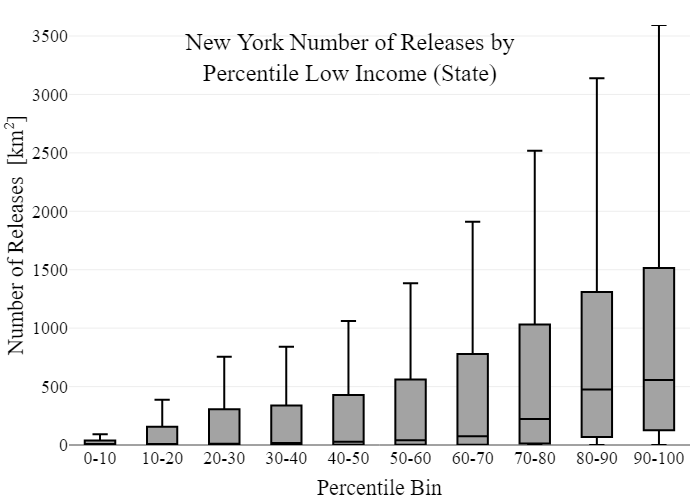 New York Number of Releases by
Percentile Low Income (State)
Number of Releases [km²]
3500
3000
2500
2000
1500
1000
500
0
0-10 10-20 20-30 30-40 40-50 50-60 60-70 70-80 80-90 90-100
Percentile Bin